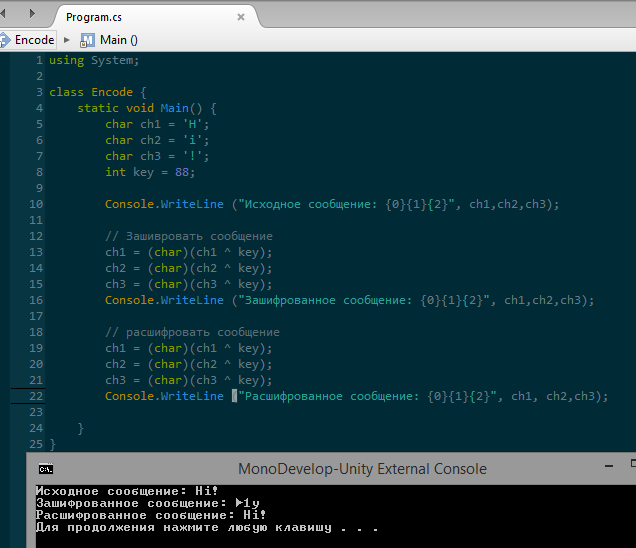 Program.cs ×
Encode ▸ Main ()
1 using System;
2
3 class Encode {
4 static void Main() {
5 char ch1 = 'H';
6 char ch2 = 'i';
7 char ch3 = '!';
8 int key = 88;
9
10 Console.WriteLine ("Исходное сообщение: {0}{1}{2}", ch1,ch2,ch3);
11
12 // Зашивровать сообщение
13 ch1 = (char)(ch1 ^ key);
14 ch2 = (char)(ch2 ^ key);
15 ch3 = (char)(ch3 ^ key);
16 Console.WriteLine ("Зашифрованное сообщение: {0}{1}{2}", ch1,ch2,ch3);
17
18 // расшифровать сообщение
19 ch1 = (char)(ch1 ^ key);
20 ch2 = (char)(ch2 ^ key);
21 ch3 = (char)(ch3 ^ key);
22 Console.WriteLine ("Расшифрованное сообщение: {0}{1}{2}", ch1, ch2,ch3);
23
24 }
25 }
C:\. MonoDevelop-Unity External Console
Исходное сообщение: Hi!
Зашифрованное сообщение: ►1y
Расшифрованное сообщение: Hi!
Для продолжения нажмите любую клавишу . . .